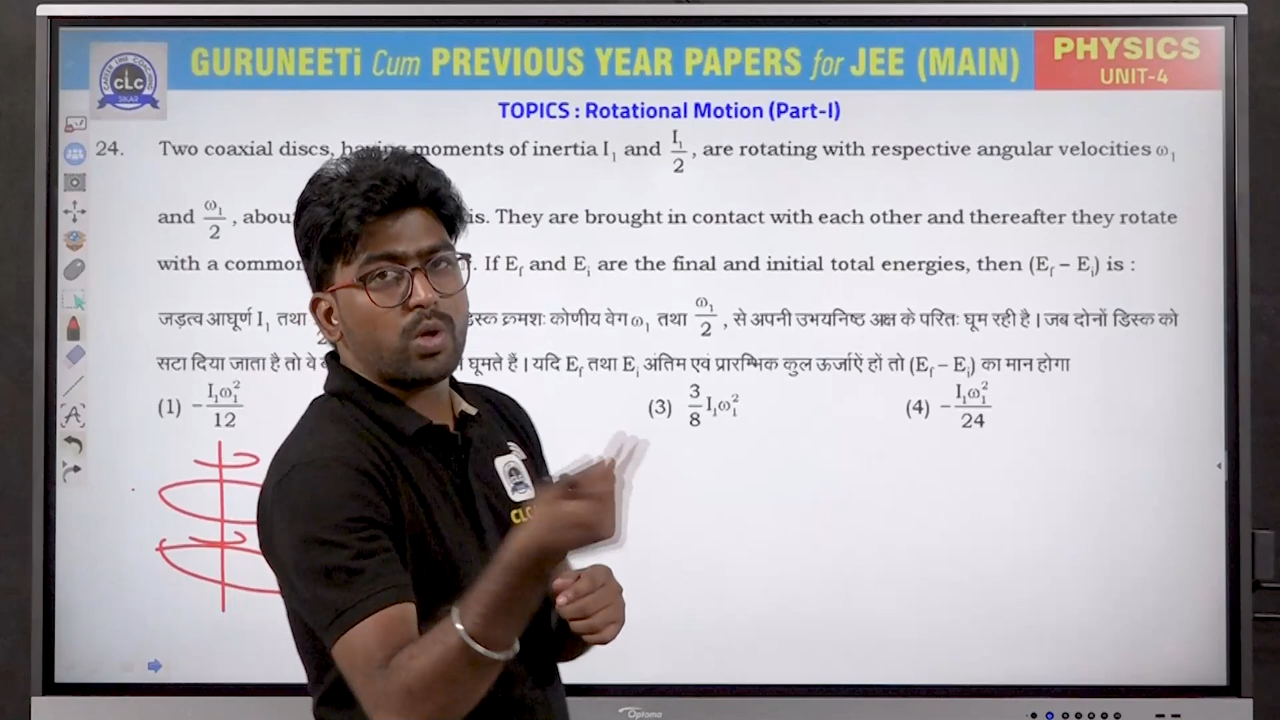 GURUNEETi Cum PREVIOUS YEAR PAPERS for JEE (MAIN)
PHYSICS
UNIT-4
CLC
SIKAR
TOPICS : Rotational Motion (Part-I)
24. Two coaxial discs, having moments of inertia I₁ and I₁/2, are rotating with respective angular velocities ω₁
and ω₁/2, abou is. They are brought in contact with each other and thereafter they rotate
with a common . If E_f and E_i are the final and initial total energies, then (E_f – E_i) is :
जड़त्व आघूर्ण I₁ तथा डिस्क क्रमशः कोणीय वेग ω₁ तथा ω₁/2, से अपनी उभयनिष्ठ अक्ष के परितः घूम रही है। जब दोनों डिस्क को
सटा दिया जाता है तो वे घूमते हैं। यदि E_f तथा E_i अंतिम एवं प्रारम्भिक कुल ऊर्जाऐं हों तो (E_f – E_i) का मान होगा
(1) -I₁ω₁²/12 (3) 3/8 I₁ω₁² (4) -I₁ω₁²/24
CLC
Optoma